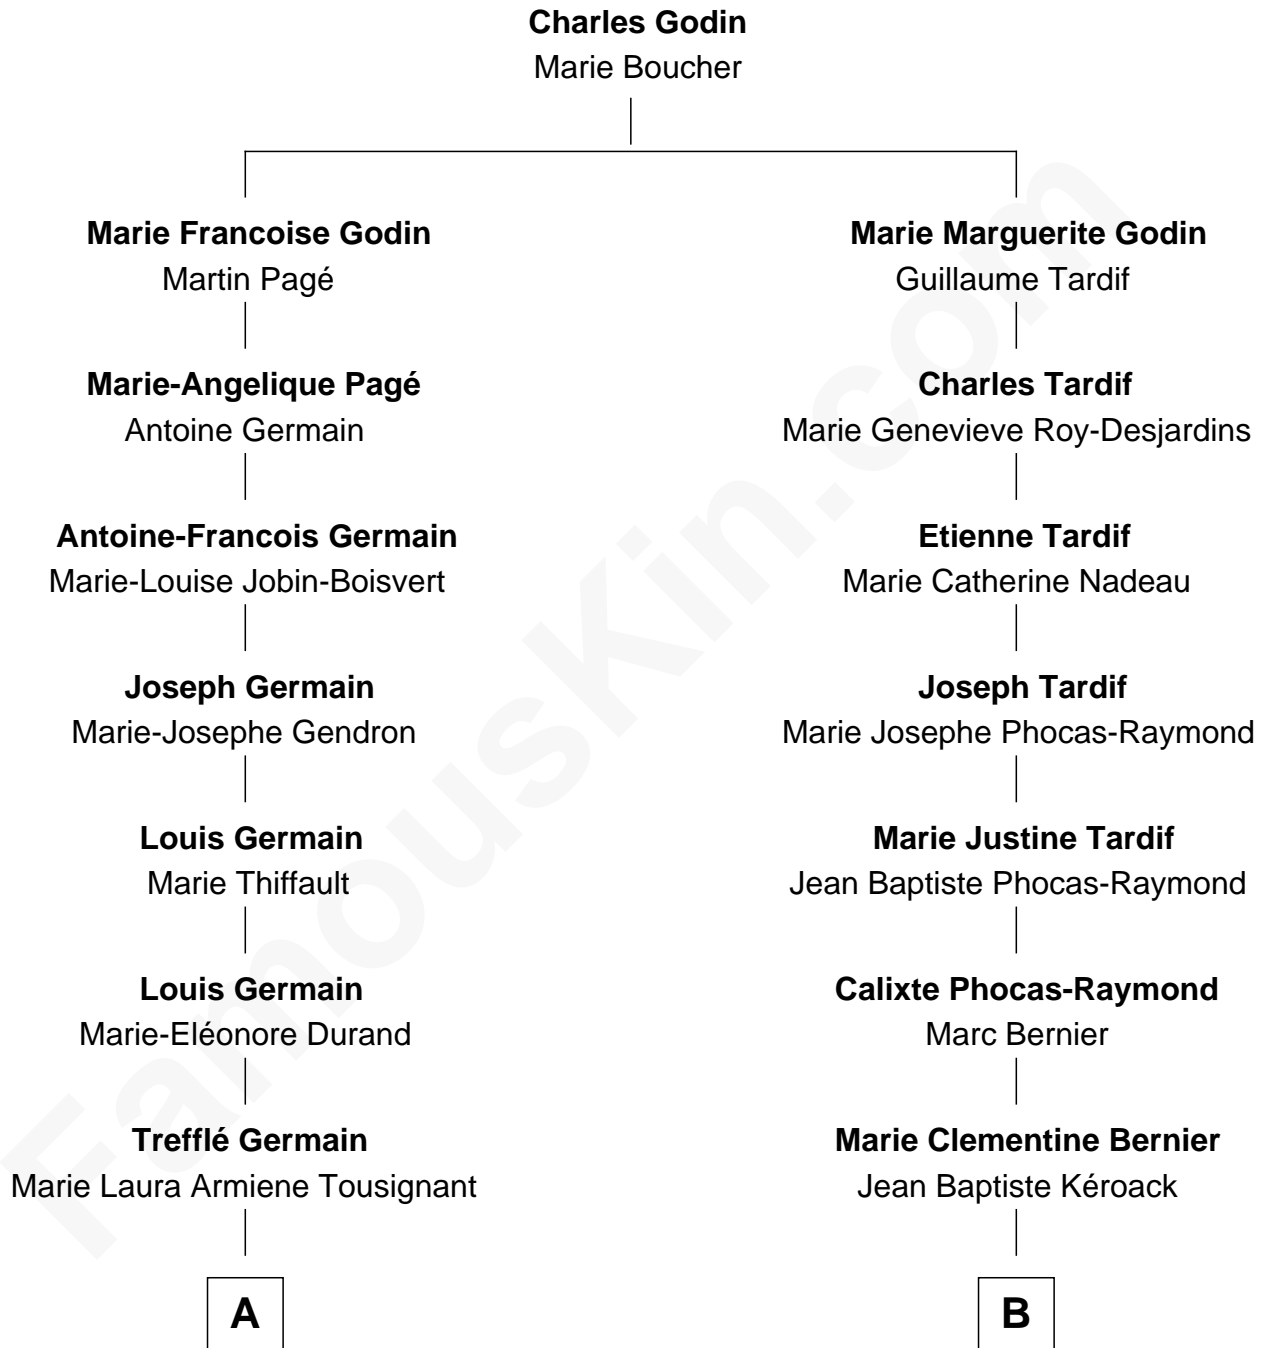 Charles Godin
Marie Boucher
Marie Francoise Godin
Martin Pagé
Marie Marguerite Godin
Guillaume Tardif
Marie-Angelique Pagé
Antoine Germain
Charles Tardif
Marie Genevieve Roy-Desjardins
Antoine-Francois Germain
Marie-Louise Jobin-Boisvert
Etienne Tardif
Marie Catherine Nadeau
Joseph Germain
Marie-Josephe Gendron
Joseph Tardif
Marie Josephe Phocas-Raymond
Louis Germain
Marie Thiffault
Marie Justine Tardif
Jean Baptiste Phocas-Raymond
Louis Germain
Marie-Eléonore Durand
Calixte Phocas-Raymond
Marc Bernier
Trefflé Germain
Marie Laura Armiene Tousignant
Marie Clementine Bernier
Jean Baptiste Kéroack
A
B
FamousKin.com